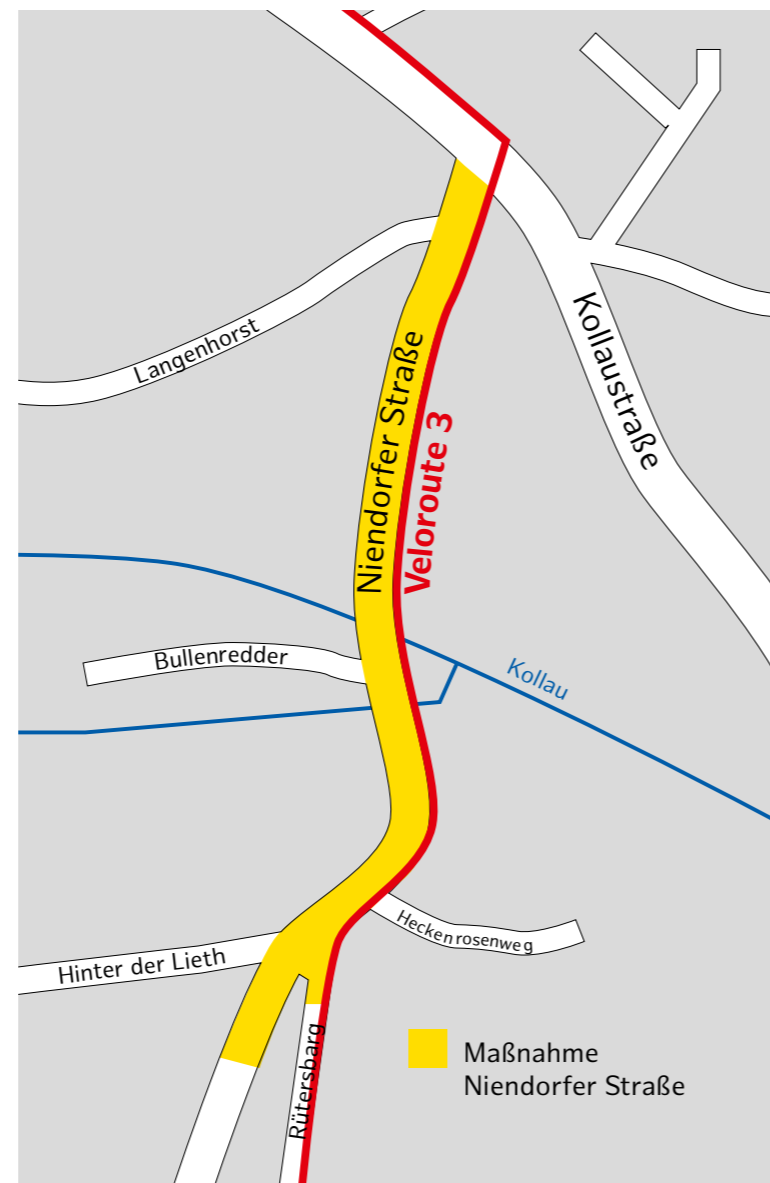 Langenhorst
Niendorfer Straße
Kollaustraße
Veloroute 3
Bullenredder
Kollau
Heckenrosenweg
Hinter der Lieth
Rütersbarg
Maßnahme
Niendorfer Straße